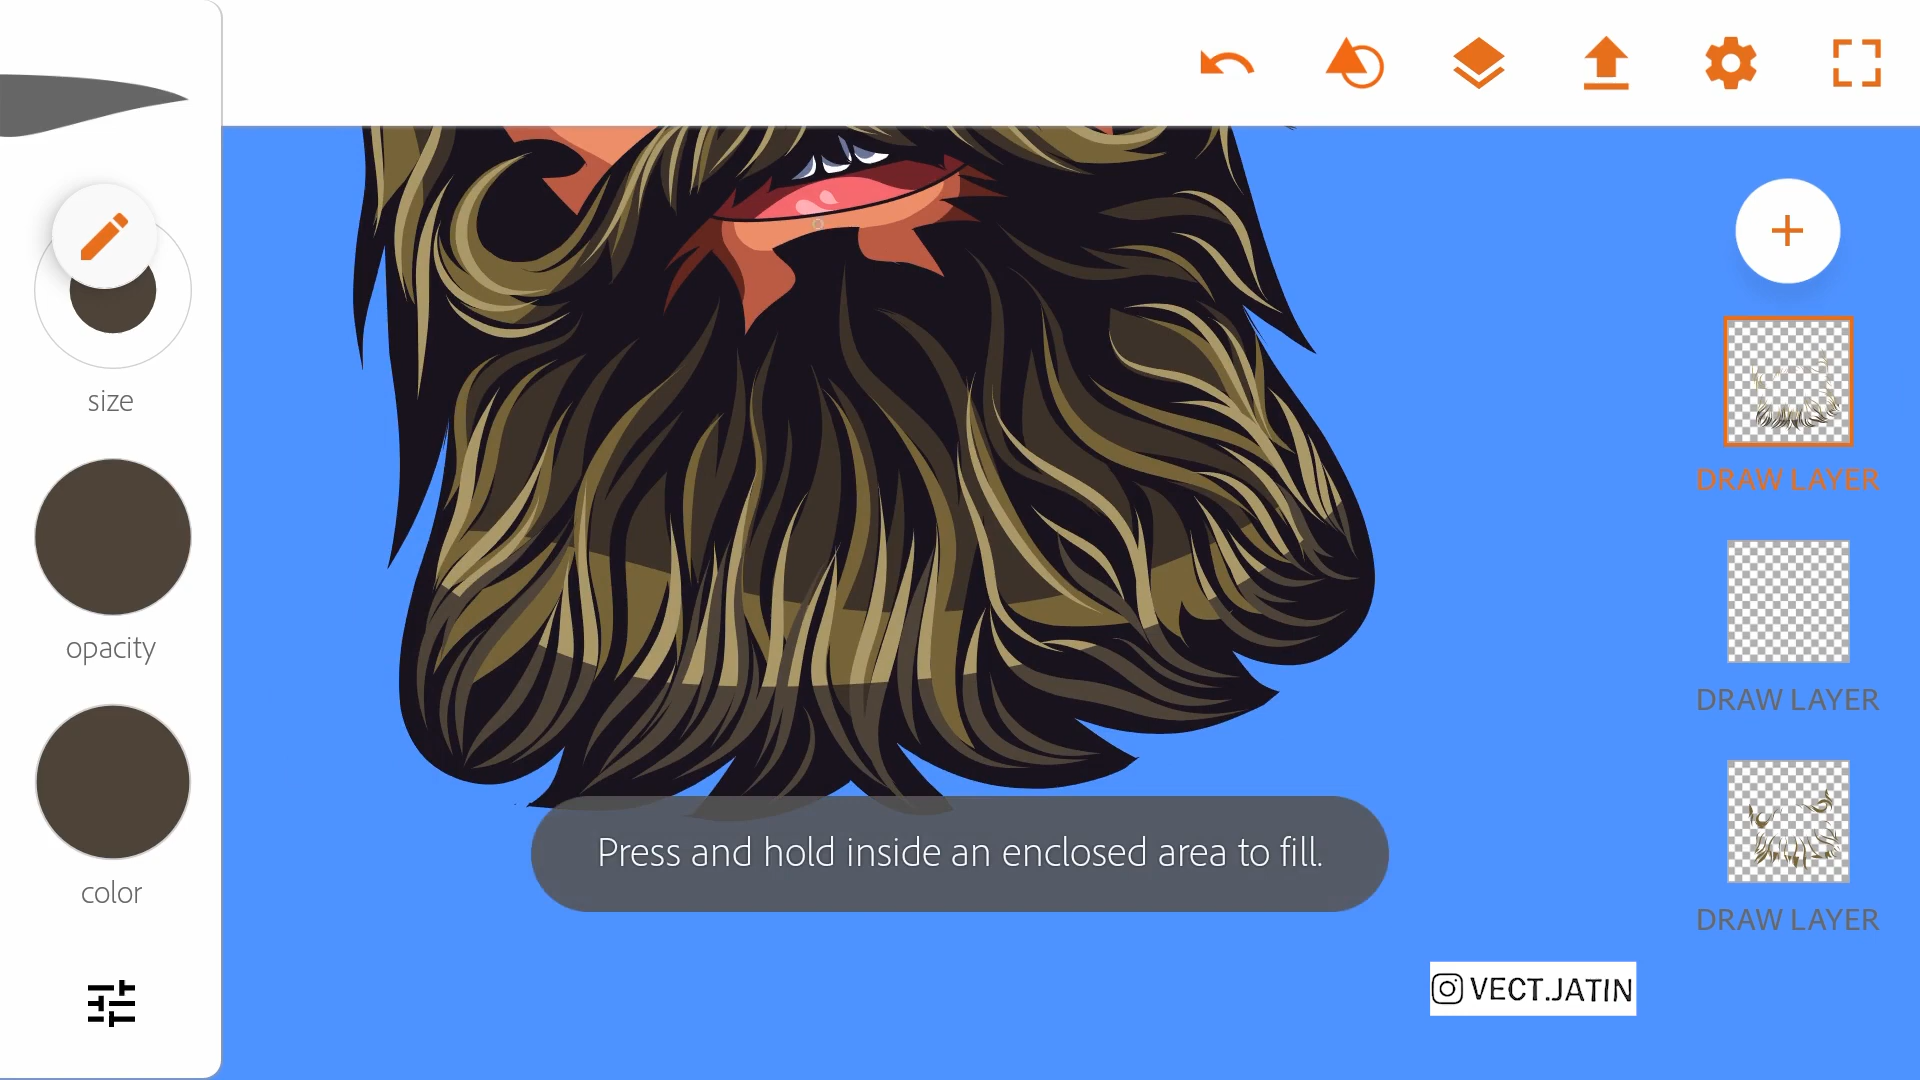 size
opacity
color
DRAW LAYER
DRAW LAYER
DRAW LAYER
Press and hold inside an enclosed area to fill.
VECT.JATIN